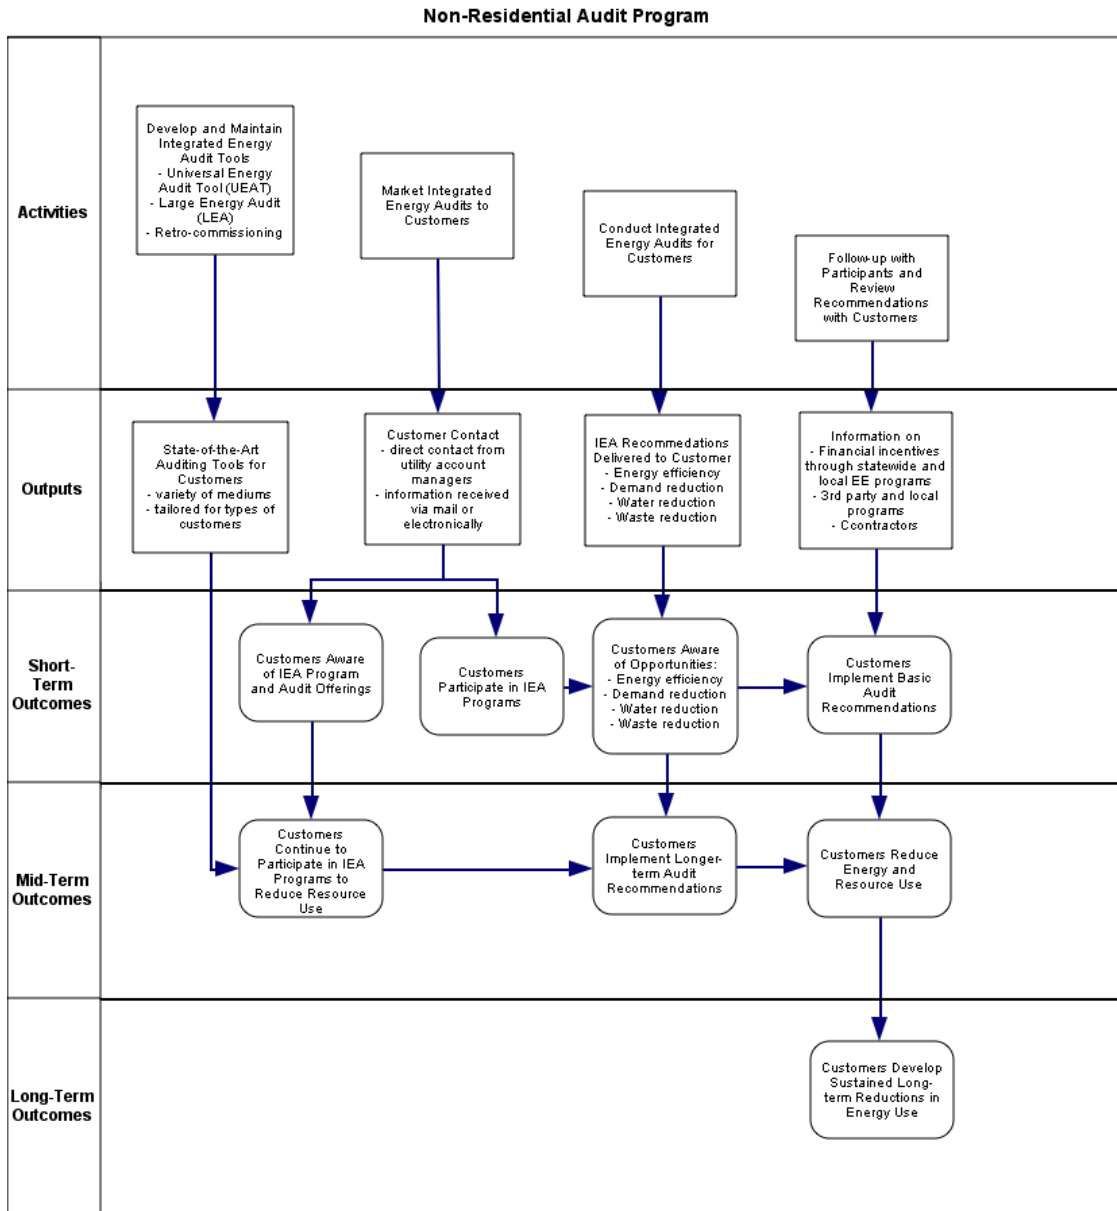 Non-Residential Audit Program
Activities
Develop and Maintain
Integrated Energy
Audit Tools
- Universal Energy
Audit Tool (UEAT)
- Large Energy Audit
(LEA)
- Retro-commissioning
Market Integrated
Energy Audits to
Customers
Conduct Integrated
Energy Audits for
Customers
Follow-up with
Participants and
Review
Recommendations
with Customers
Outputs
State-of-the-Art
Auditing Tools for
Customers
- variety of mediums
- tailored for types of
customers
Customer Contact
- direct contact from
utility account
managers
- information received
via mail or
electronically
IEA Recommedations
Delivered to Customer
- Energy efficiency
- Demand reduction
- Water reduction
- Waste reduction
Information on
- Financial incentives
through statewide and
local EE programs
- 3rd party and local
programs
- Ccontractors
Short-
Term
Outcomes
Customers Aware
of IEA Program
and Audit Offerings
Customers
Participate in IEA
Programs
Customers Aware
of Opportunities:
- Energy efficiency
- Demand reduction
- Water reduction
- Waste reduction
Customers
Implement Basic
Audit
Recommendations
Mid-Term
Outcomes
Customers
Continue to
Participate in IEA
Programs to
Reduce Resource
Use
Customers
Implement Longer-
term Audit
Recommendations
Customers Reduce
Energy and
Resource Use
Long-Term
Outcomes
Customers Develop
Sustained Long-
term Reductions in
Energy Use